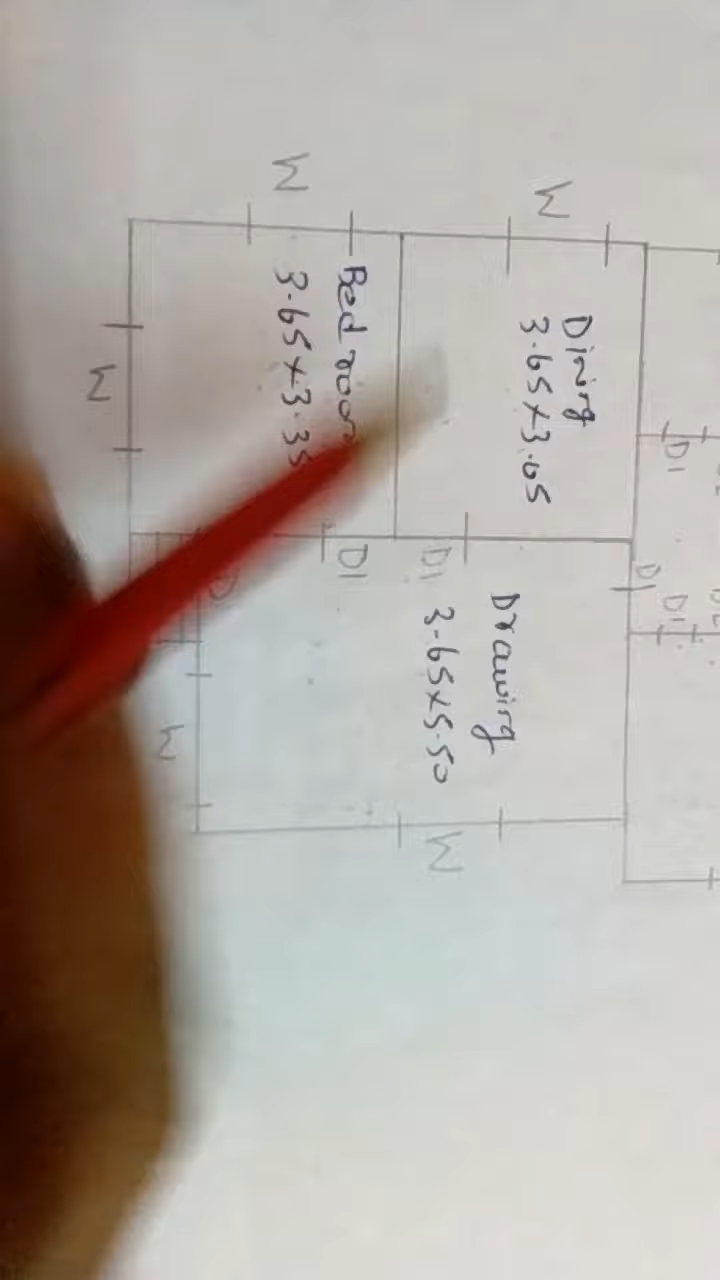 W
W
Dining
3.65×3.05
Bed room
3.65×3.35
W
D1
D1
D1
D1
D1
D
Drawing
3.65×5.50
W
W